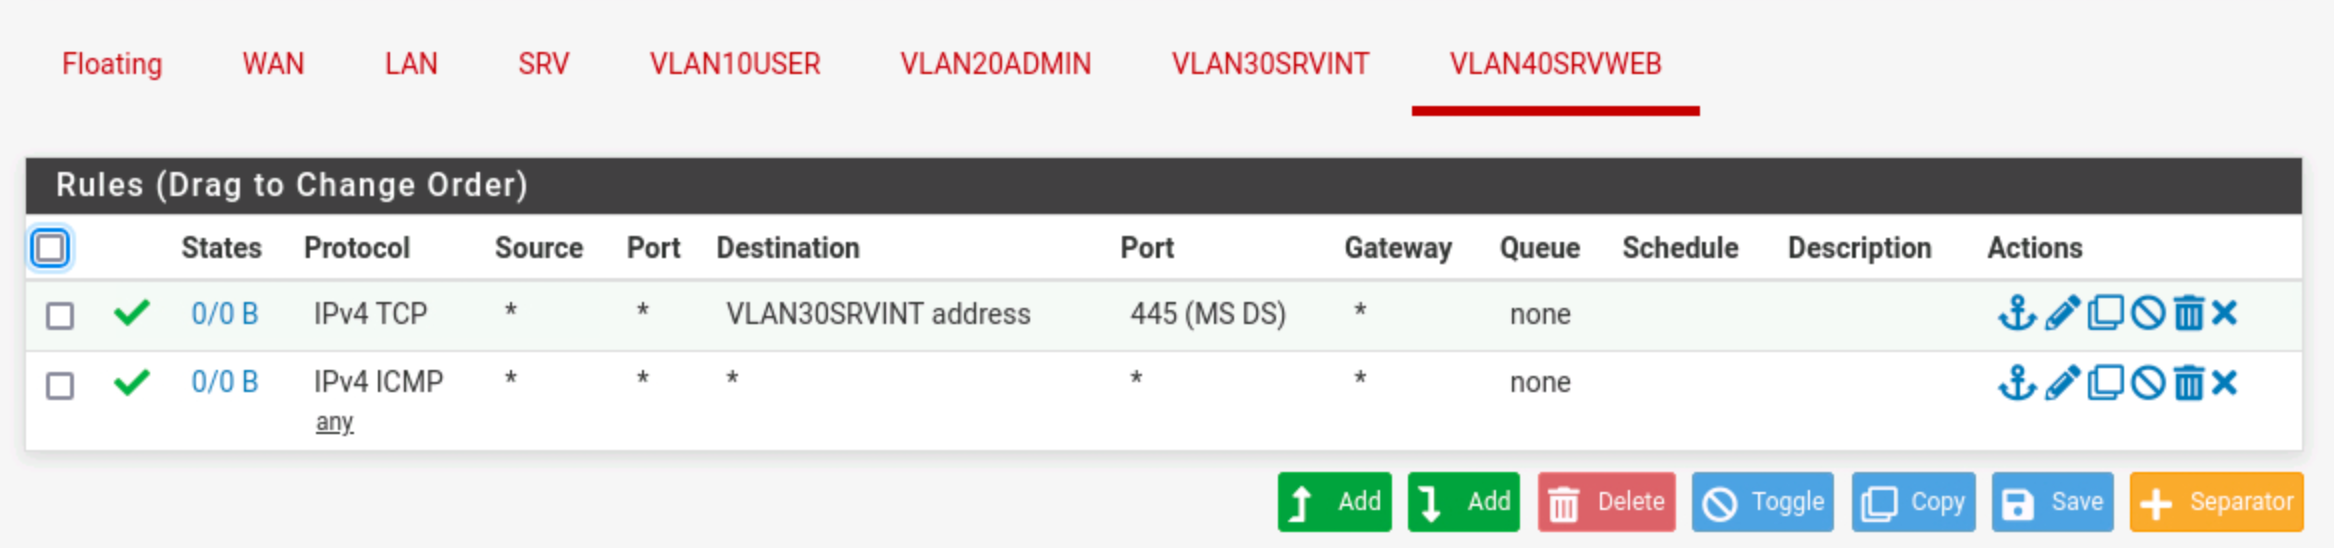 Floating WAN LAN SRV VLAN10USER VLAN20ADMIN VLAN30SRVINT VLAN40SRVWEB
Rules (Drag to Change Order)
States Protocol Source Port Destination Port Gateway Queue Schedule Description Actions
0/0 B IPv4 TCP * * VLAN30SRVINT address 445 (MS DS) * none
0/0 B IPv4 ICMP * * * * * none
any
Add Add Delete Toggle Copy Save Separator